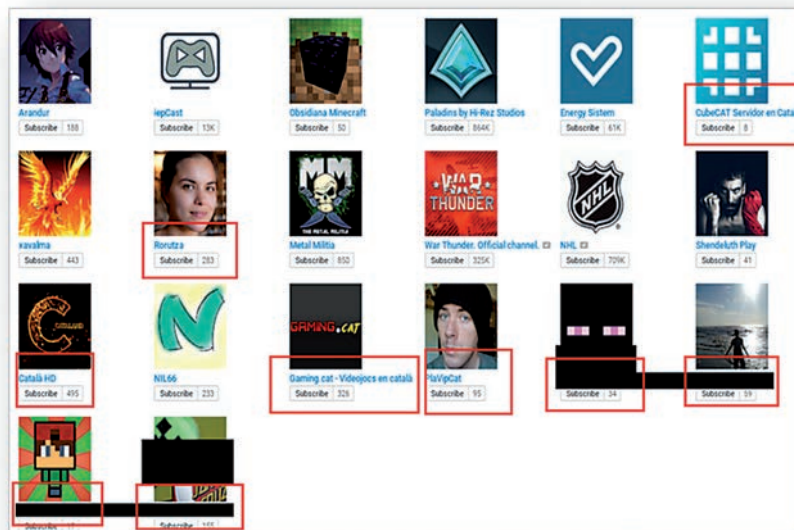 Arandur
Subscribe 188
iepCast
Subscribe 13K
Obsidiana Minecraft
Subscribe 50
Paladins by Hi-Rez Studios
Subscribe 864K
Energy Sistem
Subscribe 61K
CubeCAT Servidor en Cata
Subscribe 8
xavalma
Subscribe 443
Rorutza
Subscribe 283
MM
THE METAL MILITIA
Metal Militia
Subscribe 850
WAR THUNDER
War Thunder. Official channel.
Subscribe 325K
NHL
NHL
Subscribe 709K
Shendeluth Play
Subscribe 41
Català HD
Subscribe 495
N
NIL66
Subscribe 233
GAMING.CAT
Gaming cat - Videojocs en català
Subscribe 326
PlaVipCat
Subscribe 95
Subscribe 34
Subscribe 59
Subscribe
Subscribe 155